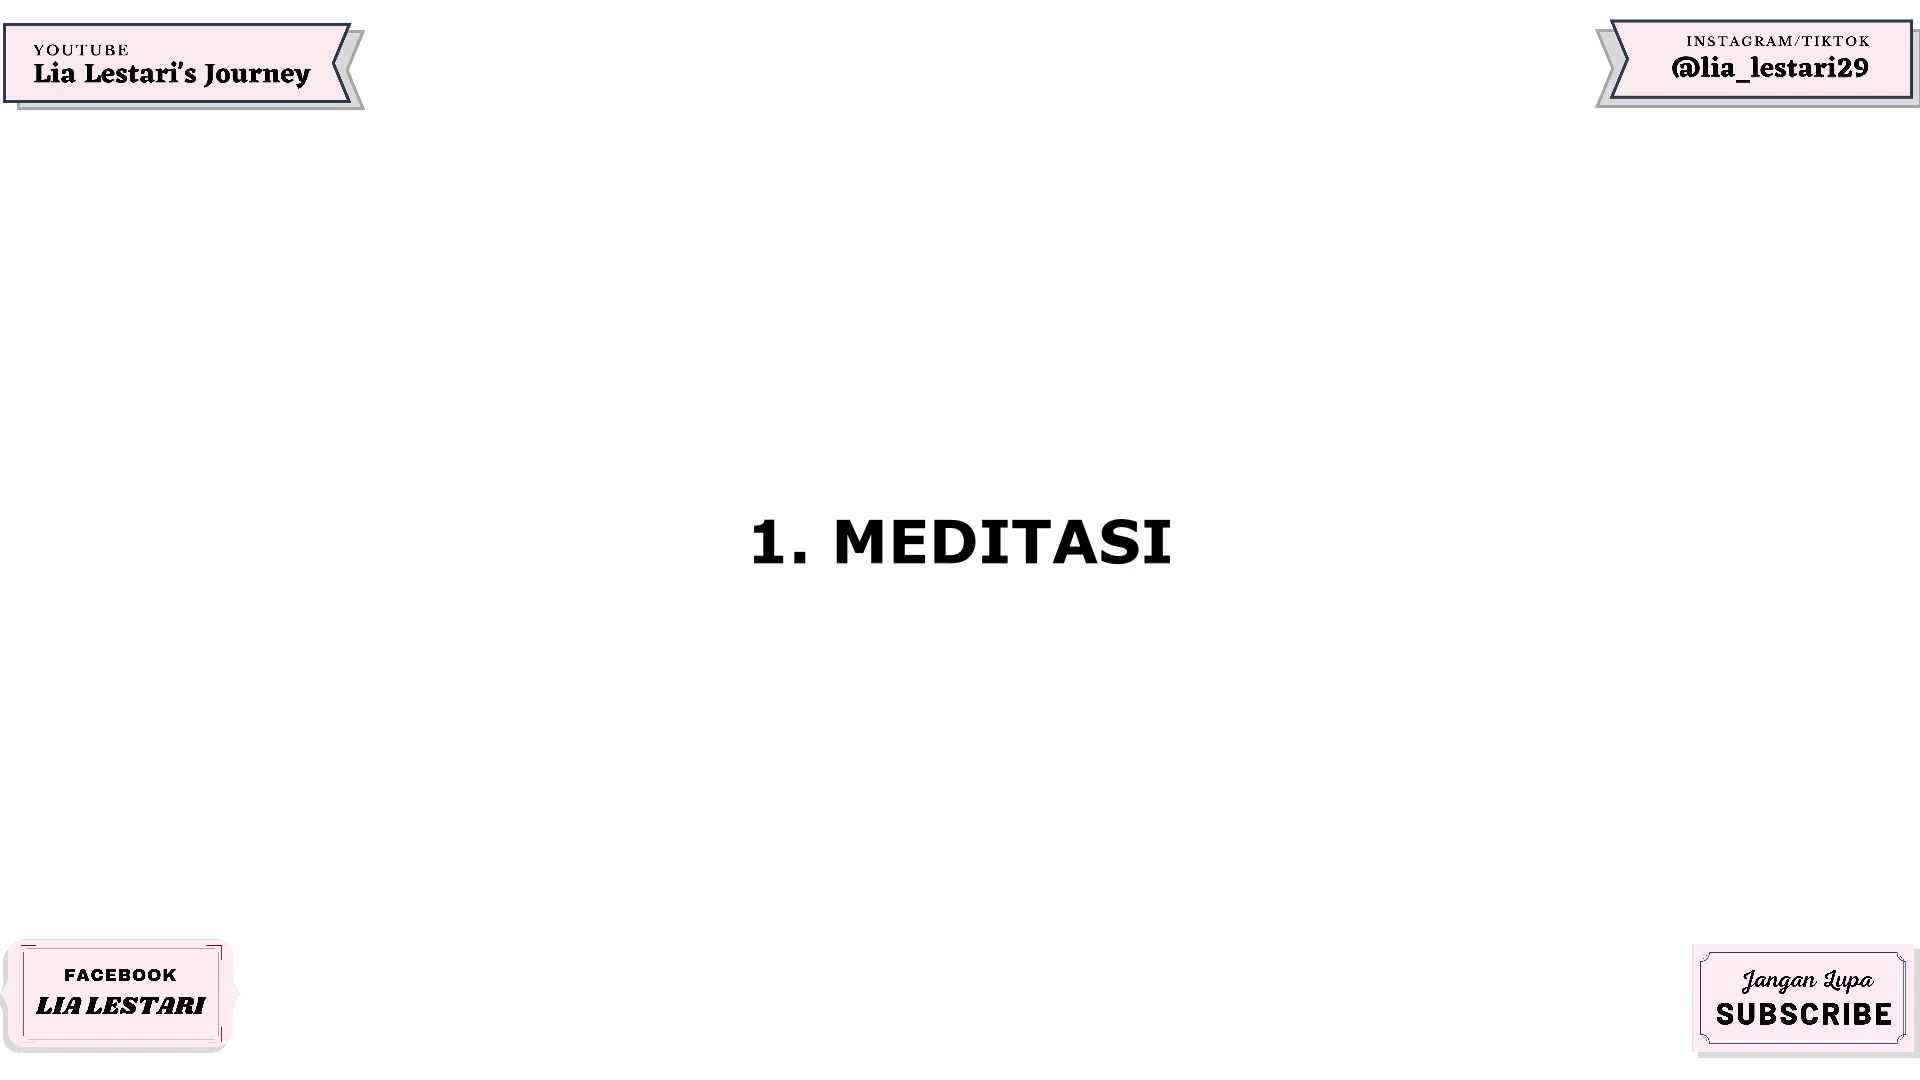 YOUTUBE
Lia Lestari's Journey
INSTAGRAM/TIKTOK
@lia_lestari29
1. MEDITASI
FACEBOOK
LIA LESTARI
Jangan Lupa
SUBSCRIBE